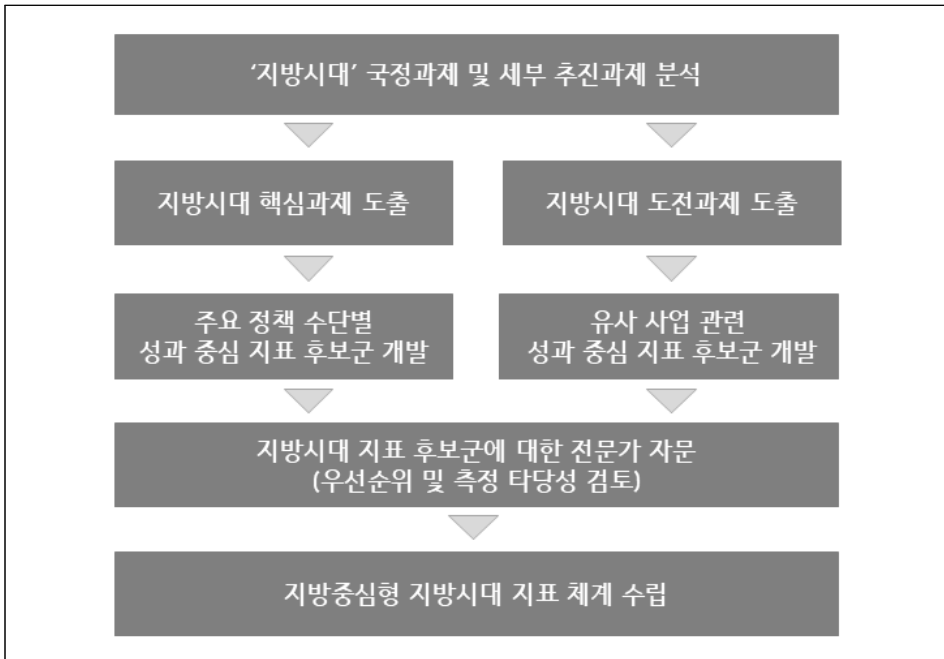 ‘지방시대’ 국정과제 및 세부 추진과제 분석
지방시대 핵심과제 도출
지방시대 도전과제 도출
주요 정책 수단별
성과 중심 지표 후보군 개발
유사 사업 관련
성과 중심 지표 후보군 개발
지방시대 지표 후보군에 대한 전문가 자문
(우선순위 및 측정 타당성 검토)
지방중심형 지방시대 지표 체계 수립